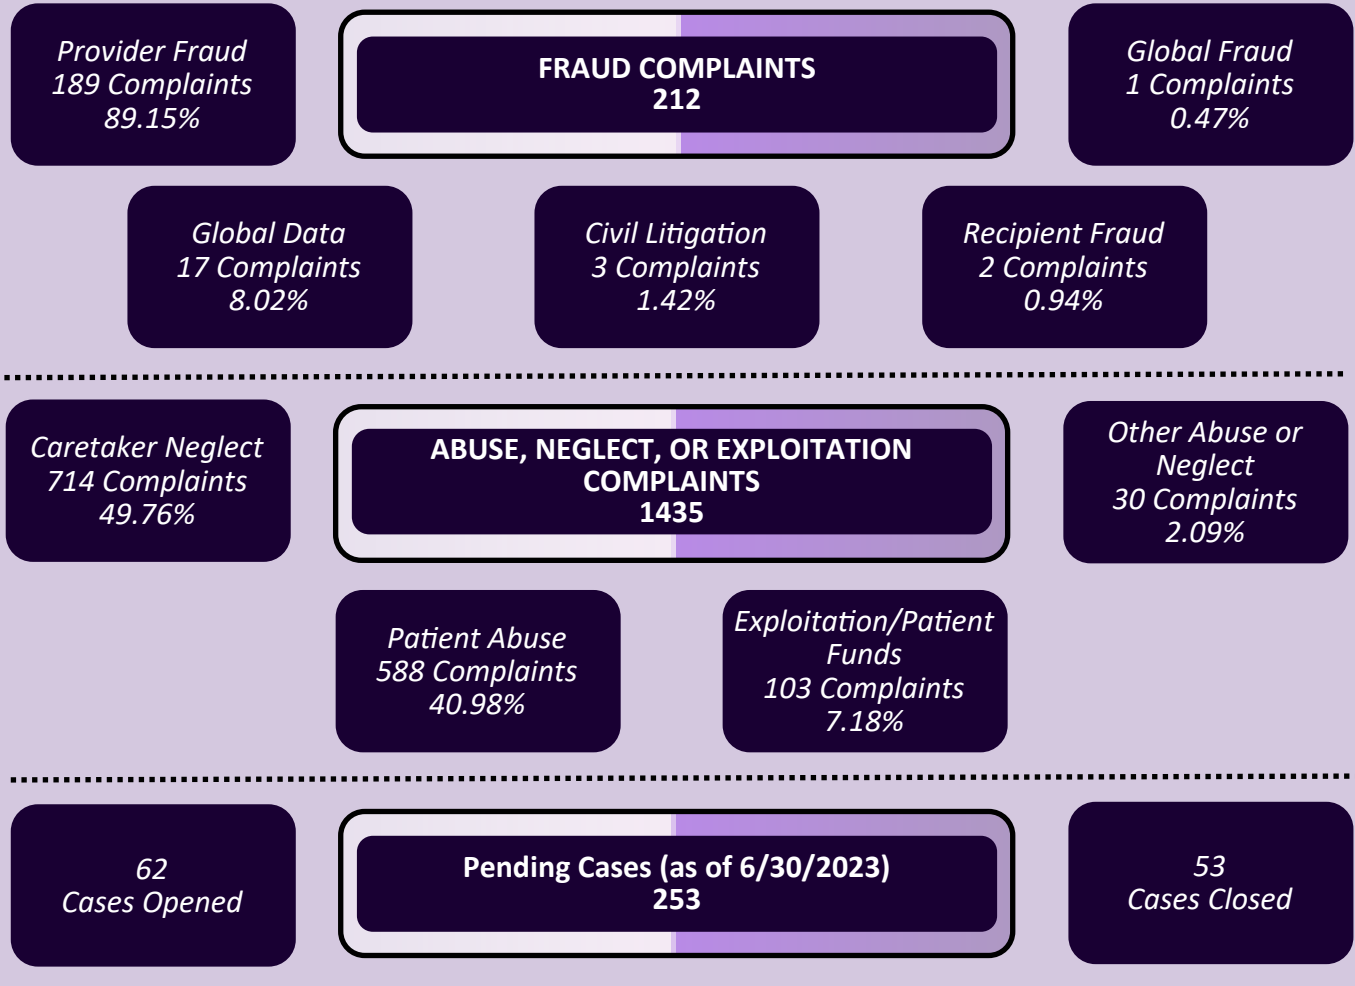 Provider Fraud
189 Complaints
89.15%
FRAUD COMPLAINTS
212
Global Fraud
1 Complaints
0.47%
Global Data
17 Complaints
8.02%
Civil Litigation
3 Complaints
1.42%
Recipient Fraud
2 Complaints
0.94%
Caretaker Neglect
714 Complaints
49.76%
ABUSE, NEGLECT, OR EXPLOITATION
COMPLAINTS
1435
Other Abuse or
Neglect
30 Complaints
2.09%
Patient Abuse
588 Complaints
40.98%
Exploitation/Patient
Funds
103 Complaints
7.18%
62
Cases Opened
Pending Cases (as of 6/30/2023)
253
53
Cases Closed